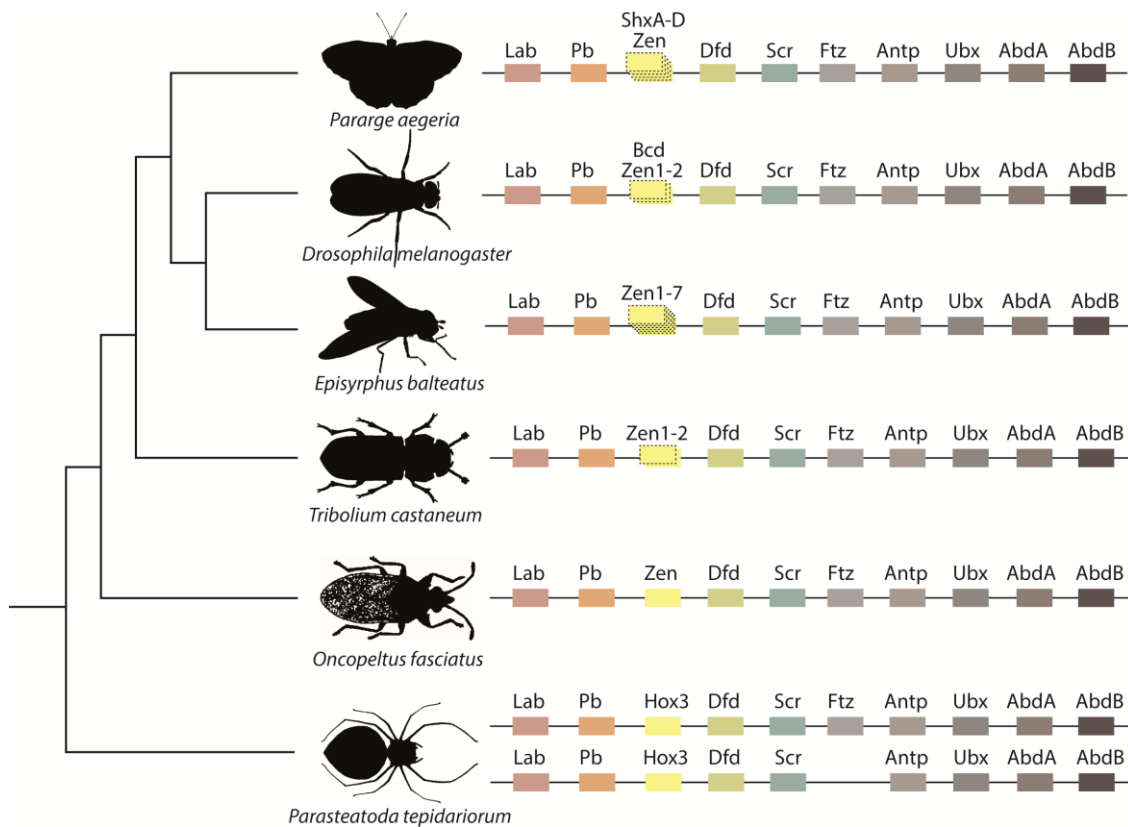 ShxA-D
Lab Pb Zen Dfd Scr Ftz Antp Ubx AbdA AbdB
Pararge aegeria
Bcd
Lab Pb Zen1-2 Dfd Scr Ftz Antp Ubx AbdA AbdB
Drosophila melanogaster
Lab Pb Zen1-7 Dfd Scr Ftz Antp Ubx AbdA AbdB
Episyrphus balteatus
Lab Pb Zen1-2 Dfd Scr Ftz Antp Ubx AbdA AbdB
Tribolium castaneum
Lab Pb Zen Dfd Scr Ftz Antp Ubx AbdA AbdB
Oncopeltus fasciatus
Lab Pb Hox3 Dfd Scr Ftz Antp Ubx AbdA AbdB
Lab Pb Hox3 Dfd Scr Antp Ubx AbdA AbdB
Parasteatoda tepidariorum